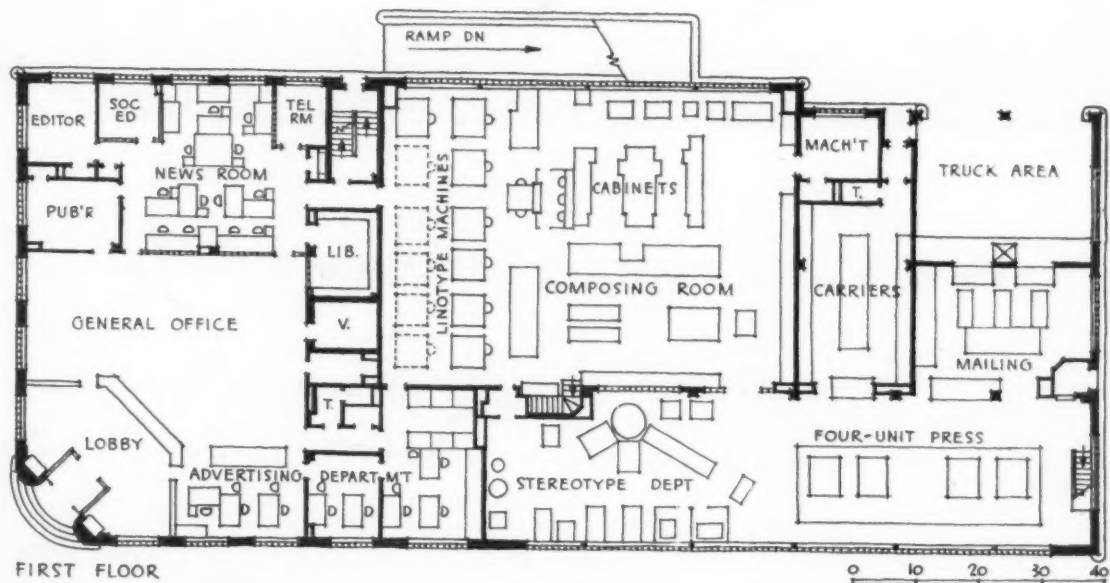 RAMP DN
EDITOR
SOC
ED
TEL
RM
NEWS ROOM
PUB'R
LIB.
V.
GENERAL OFFICE
LOBBY
T.
ADVERTISING DEPARTM'T
LINOTYPE MACHINES
CABINETS
COMPOSING ROOM
MACH'T
T.
TRUCK AREA
CARRIERS
MAILING
FOUR-UNIT PRESS
STEREOTYPE DEPT
FIRST FLOOR
0 10 20 30 40